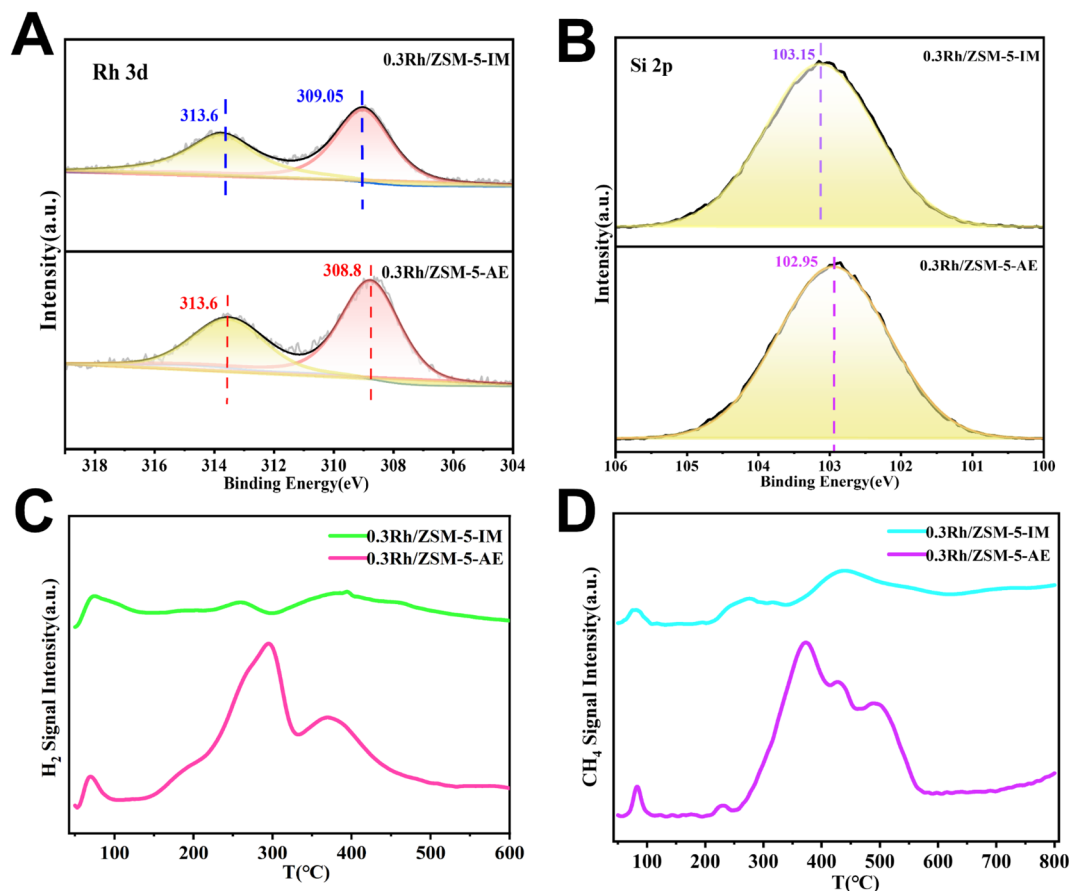 A
Rh 3d
0.3Rh/ZSM-5-IM
313.6
309.05
0.3Rh/ZSM-5-AE
313.6
308.8
Intensity(a.u.)
318 316 314 312 310 308 306 304
Binding Energy(eV)
B
Si 2p
103.15
0.3Rh/ZSM-5-IM
102.95
0.3Rh/ZSM-5-AE
Intensity(a.u.)
106 105 104 103 102 101 100
Binding Energy(eV)
C
0.3Rh/ZSM-5-IM
0.3Rh/ZSM-5-AE
H₂ Signal Intensity(a.u.)
100 200 300 400 500 600
T(°C)
D
0.3Rh/ZSM-5-IM
0.3Rh/ZSM-5-AE
CH₄ Signal Intensity(a.u.)
100 200 300 400 500 600 700 800
T(°C)